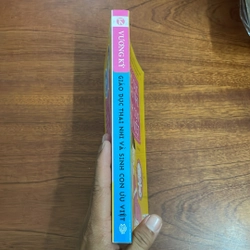 VƯƠNG KỲ
GIÁO DỤC THAI NHI VÀ SINH CON ƯU VIỆT